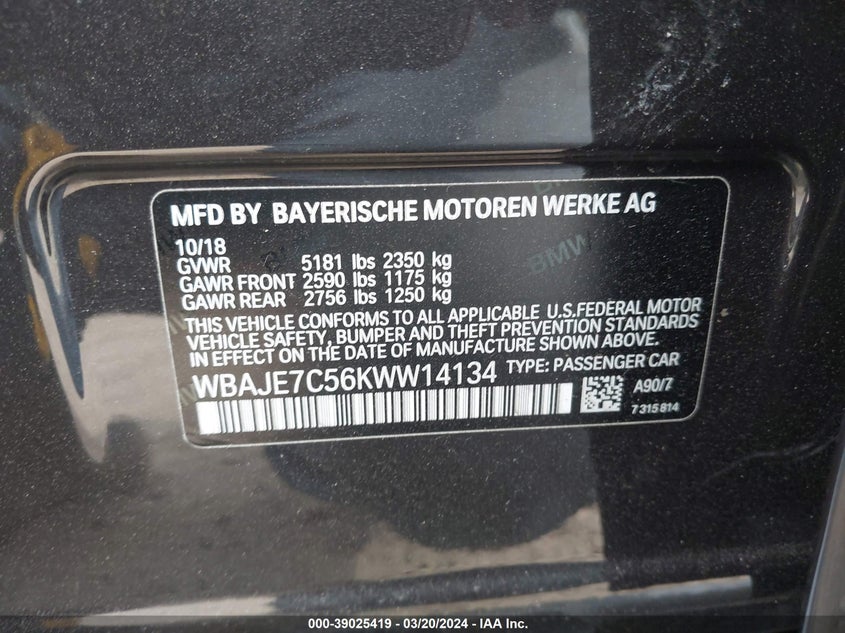 MFD BY BAYERISCHE MOTOREN WERKE AG
10/18
GVWR 5181 lbs 2350 kg
GAWR FRONT 2590 lbs 1175 kg
GAWR REAR 2756 lbs 1250 kg
THIS VEHICLE CONFORMS TO ALL APPLICABLE U.S.FEDERAL MOTOR
VEHICLE SAFETY, BUMPER AND THEFT PREVENTION STANDARDS
IN EFFECT ON THE DATE OF MANUFACTURE SHOWN ABOVE.
WBAJE7C56KWW14134 TYPE: PASSENGER CAR
A90/7
7 315 814
BMW
000-39025419 - 03/20/2024 - IAA Inc.